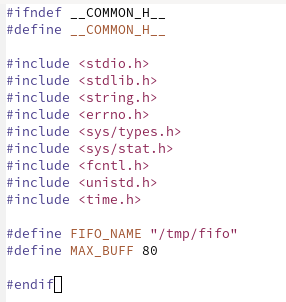 #ifndef __COMMON_H__
#define __COMMON_H__
#include <stdio.h>
#include <stdlib.h>
#include <string.h>
#include <errno.h>
#include <sys/types.h>
#include <sys/stat.h>
#include <fcntl.h>
#include <unistd.h>
#include <time.h>
#define FIFO_NAME "/tmp/fifo"
#define MAX_BUFF 80
#endif